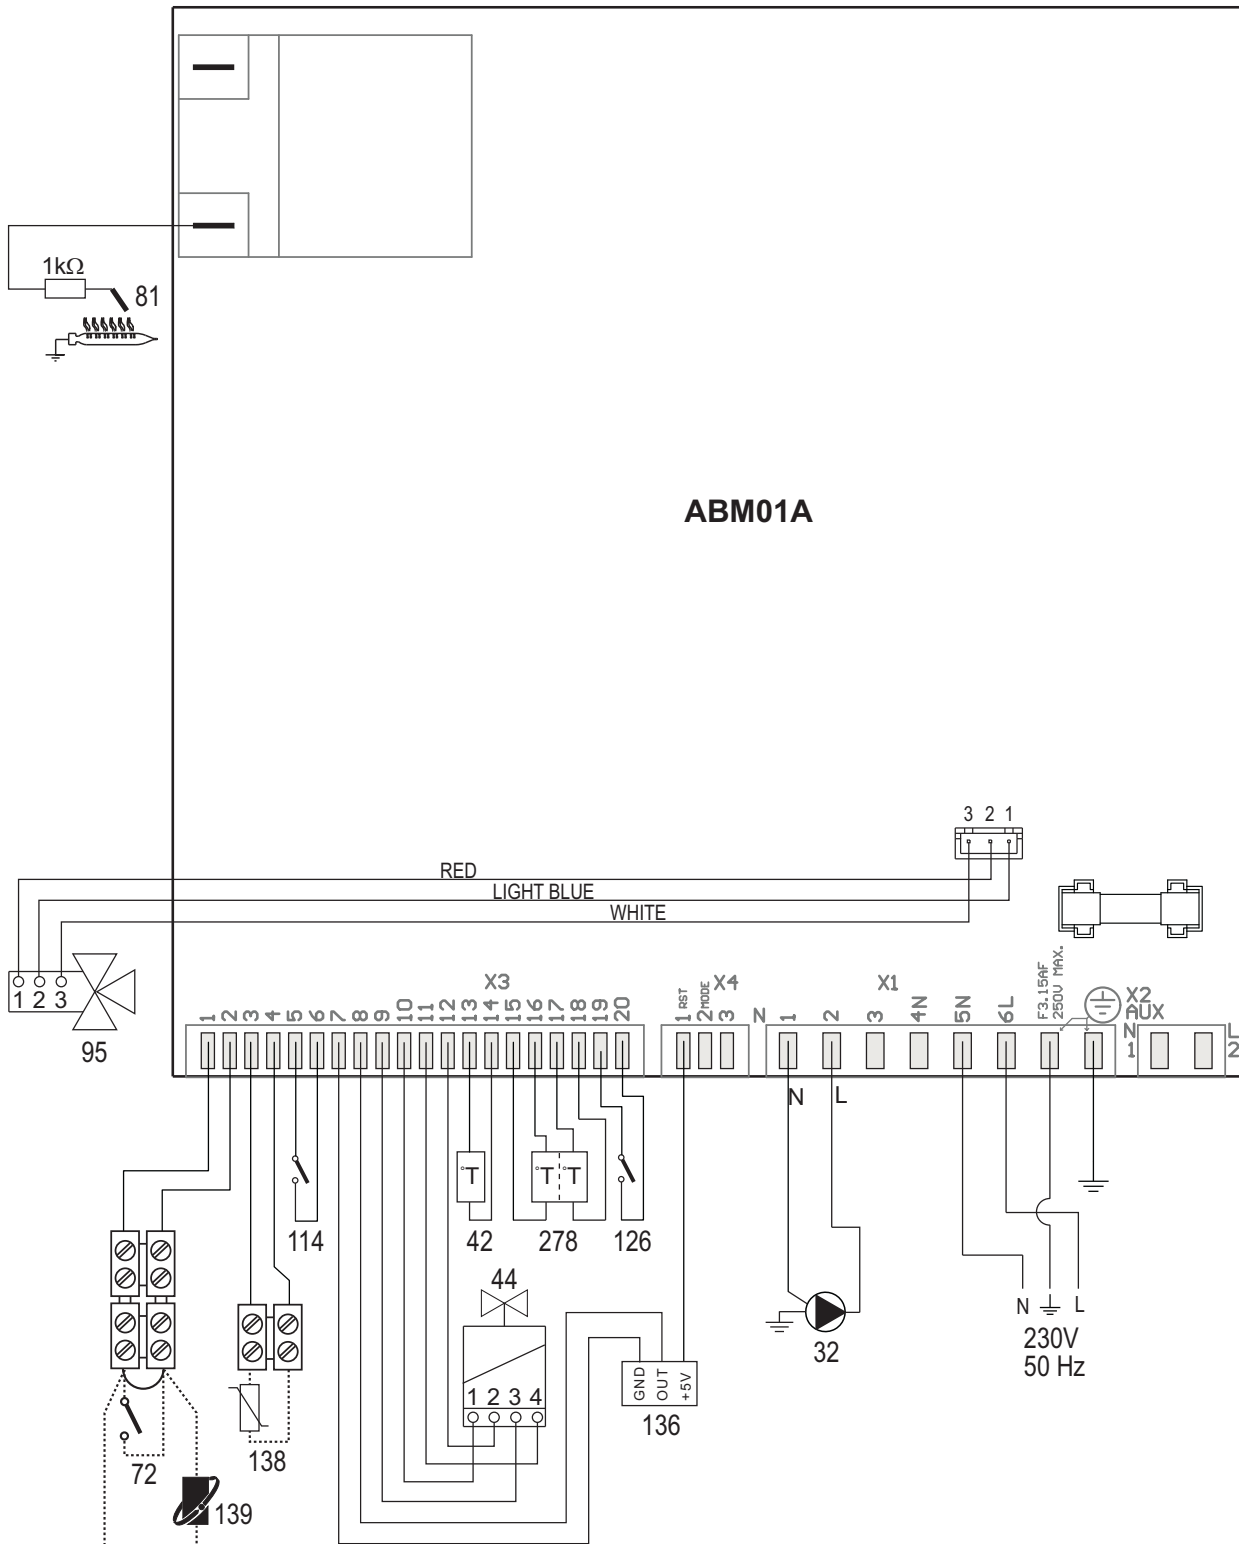 1kΩ
81
ABM01A
3 2 1
RED
LIGHT BLUE
WHITE
1 2 3
95
X3
1 2 3 4 5 6 7 8 9 10 11 12 13 14 15 16 17 18 19 20
X4
1 RST
2 MODE
3
N
X1
1 2 3 4N 5N 6L
F3.15AF
250V MAX.
X2
AUX
N
1
L
2
N
L
°T
°T
°T
114
42
278
126
44
1 2 3 4
GND
OUT
+5V
136
32
N
L
230V
50 Hz
72
138
139